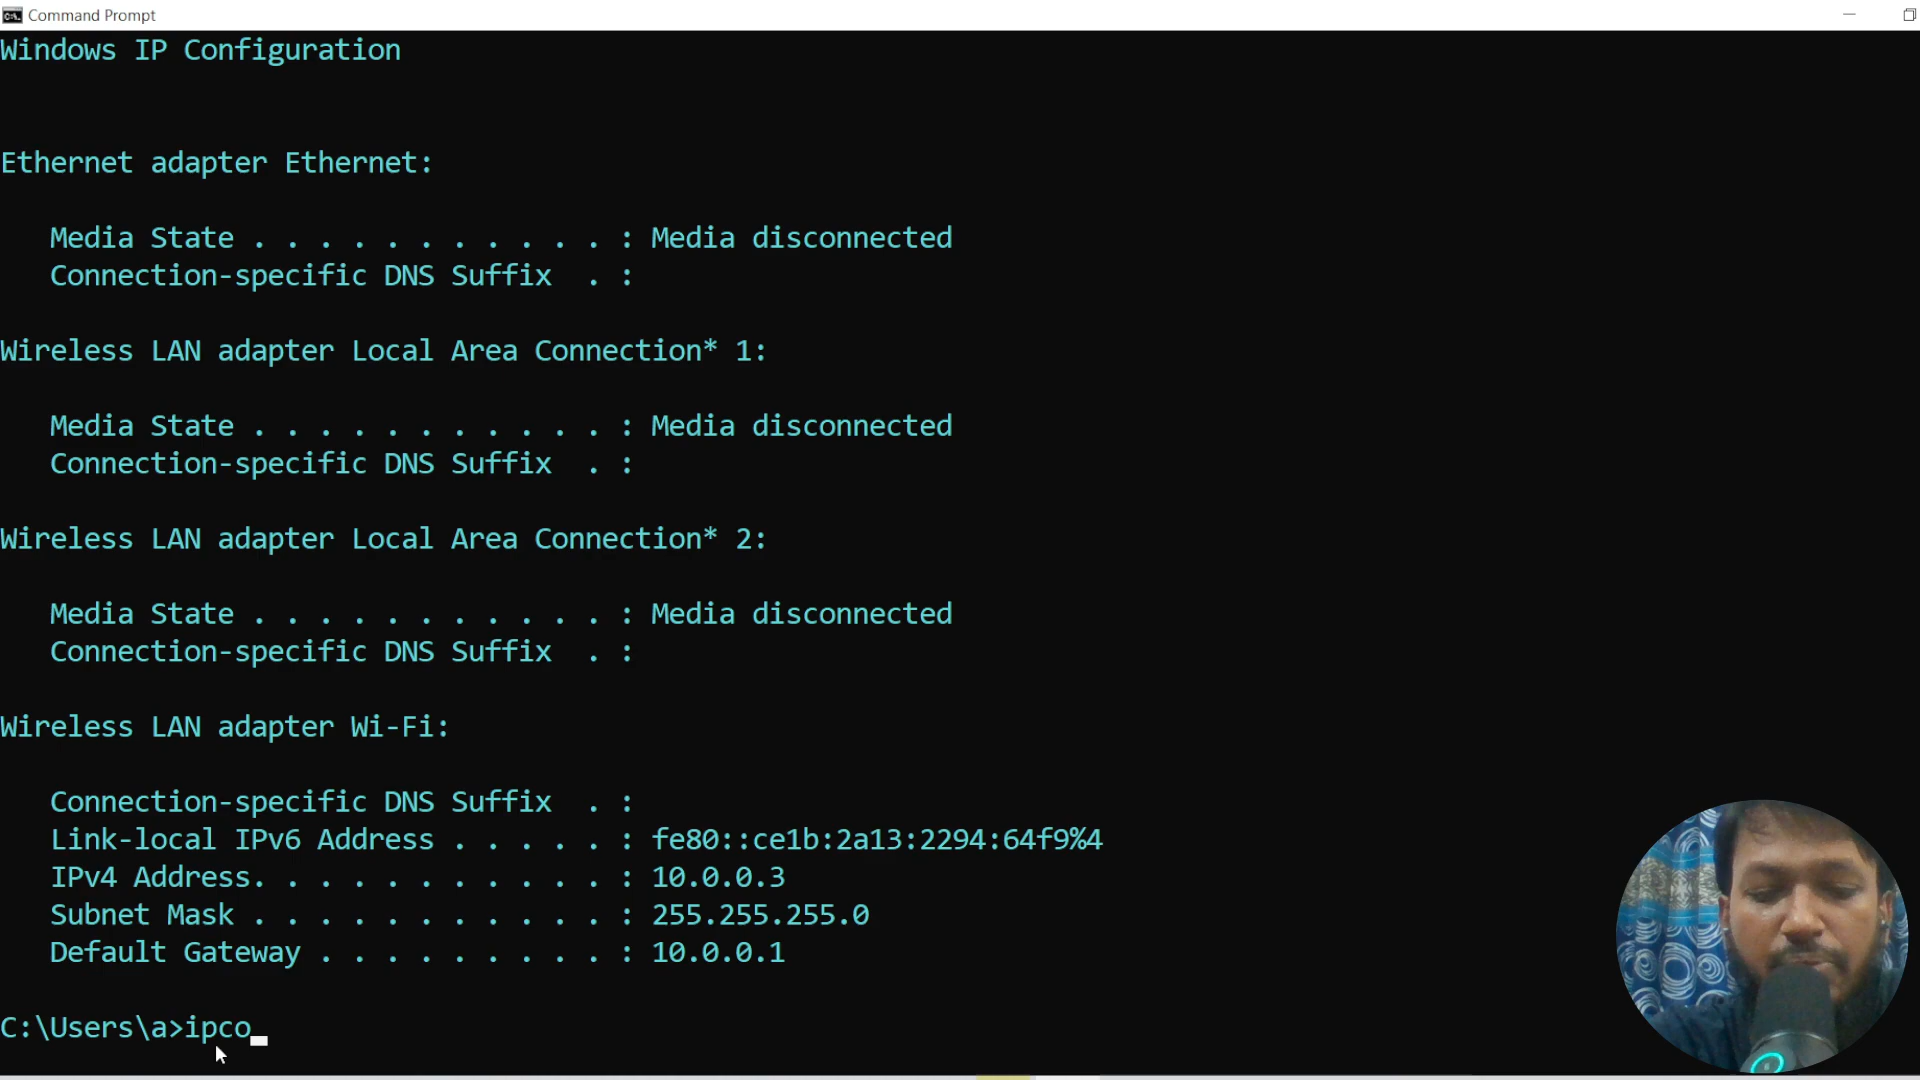 Command Prompt
Windows IP Configuration
Ethernet adapter Ethernet:
Media State . . . . . . . . . . . : Media disconnected
Connection-specific DNS Suffix  . :
Wireless LAN adapter Local Area Connection* 1:
Media State . . . . . . . . . . . : Media disconnected
Connection-specific DNS Suffix  . :
Wireless LAN adapter Local Area Connection* 2:
Media State . . . . . . . . . . . : Media disconnected
Connection-specific DNS Suffix  . :
Wireless LAN adapter Wi-Fi:
Connection-specific DNS Suffix  . :
Link-local IPv6 Address . . . . . : fe80::ce1b:2a13:2294:64f9%4
IPv4 Address. . . . . . . . . . . : 10.0.0.3
Subnet Mask . . . . . . . . . . . : 255.255.255.0
Default Gateway . . . . . . . . . : 10.0.0.1
C:\Users\a>ipco